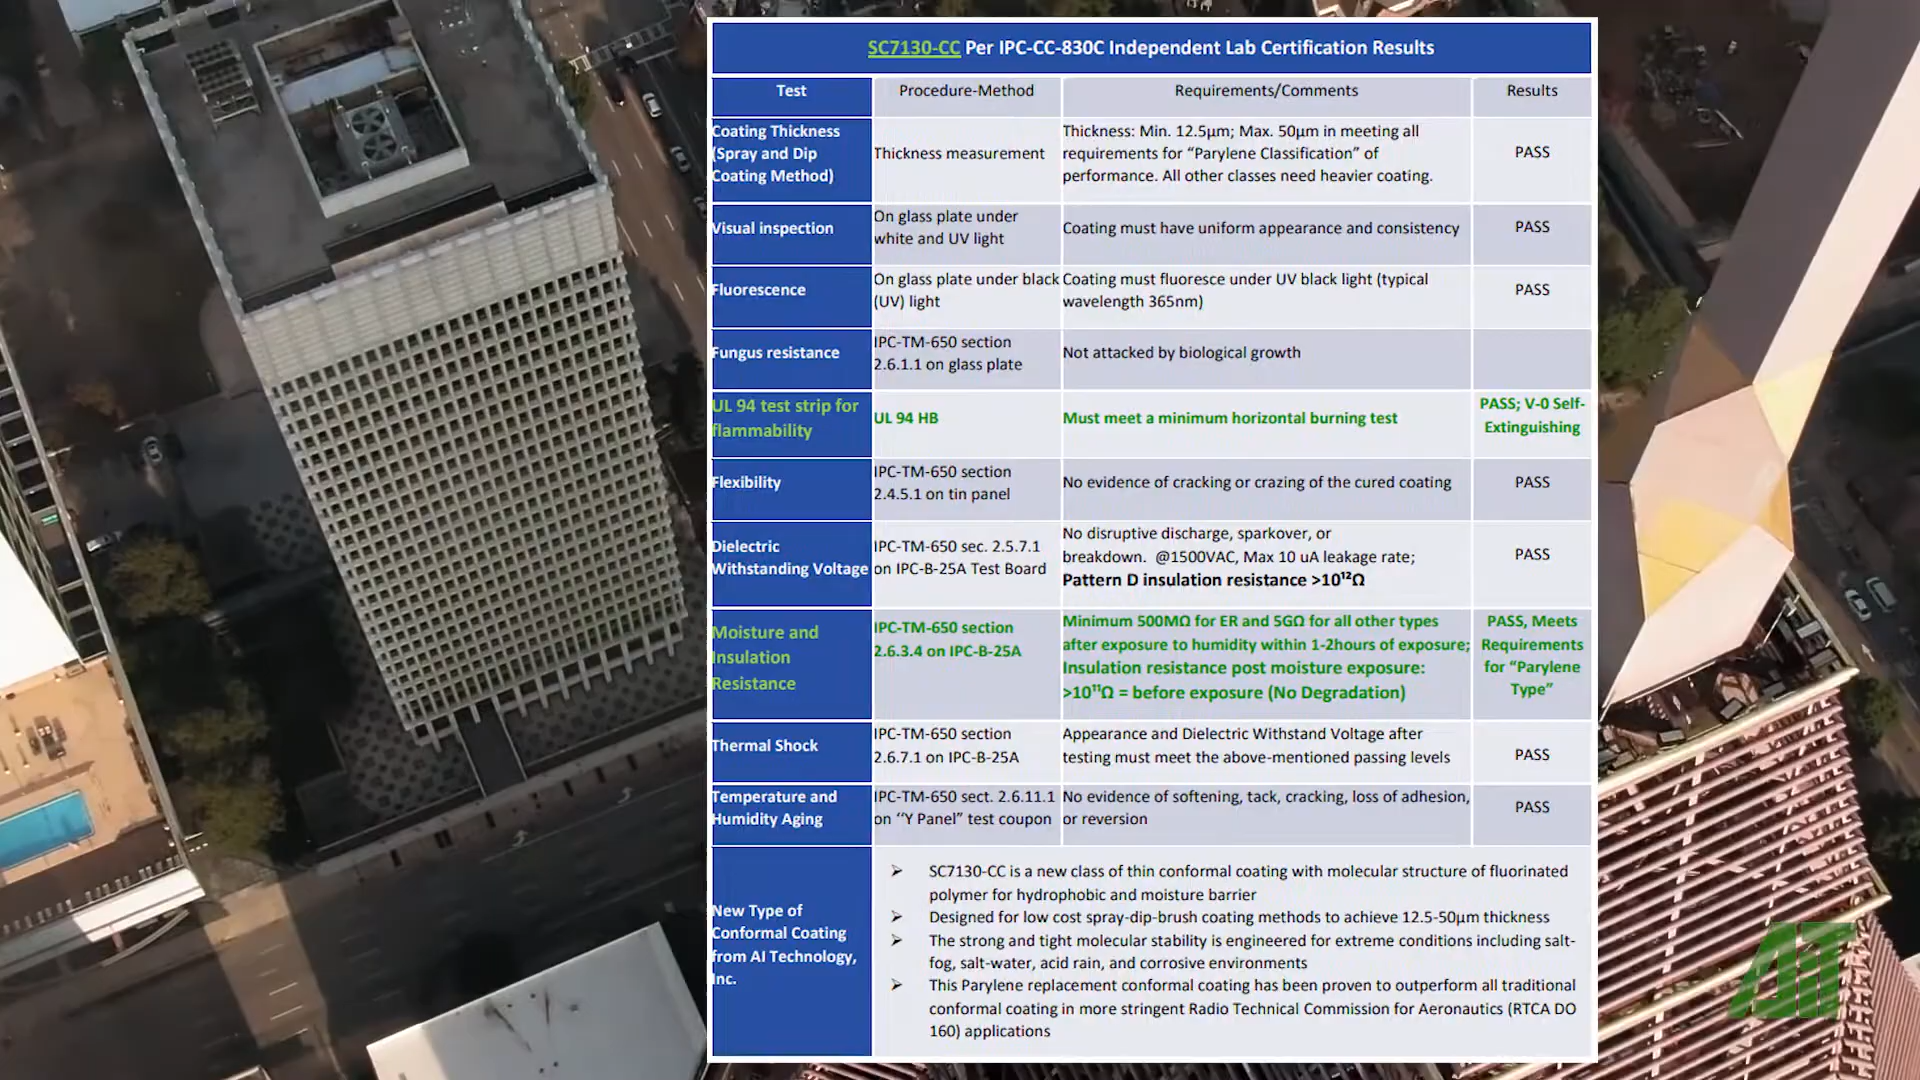 SC7130-CC Per IPC-CC-830C Independent Lab Certification Results
Test
Procedure-Method
Requirements/Comments
Results
Coating Thickness
(Spray and Dip
Coating Method)
Thickness measurement
Thickness: Min. 12.5μm; Max. 50μm in meeting all
requirements for “Parylene Classification” of
performance. All other classes need heavier coating.
PASS
Visual inspection
On glass plate under
white and UV light
Coating must have uniform appearance and consistency
PASS
Fluorescence
On glass plate under black
(UV) light
Coating must fluoresce under UV black light (typical
wavelength 365nm)
PASS
Fungus resistance
IPC-TM-650 section
2.6.1.1 on glass plate
Not attacked by biological growth
UL 94 test strip for
flammability
UL 94 HB
Must meet a minimum horizontal burning test
PASS; V-0 Self-
Extinguishing
Flexibility
IPC-TM-650 section
2.4.5.1 on tin panel
No evidence of cracking or crazing of the cured coating
PASS
Dielectric
Withstanding Voltage
IPC-TM-650 sec. 2.5.7.1
on IPC-B-25A Test Board
No disruptive discharge, sparkover, or
breakdown. @1500VAC, Max 10 uA leakage rate;
Pattern D insulation resistance >10¹²Ω
PASS
Moisture and
Insulation
Resistance
IPC-TM-650 section
2.6.3.4 on IPC-B-25A
Minimum 500MΩ for ER and 5GΩ for all other types
after exposure to humidity within 1-2hours of exposure;
Insulation resistance post moisture exposure:
>10¹¹Ω = before exposure (No Degradation)
PASS, Meets
Requirements
for “Parylene
Type”
Thermal Shock
IPC-TM-650 section
2.6.7.1 on IPC-B-25A
Appearance and Dielectric Withstand Voltage after
testing must meet the above-mentioned passing levels
PASS
Temperature and
Humidity Aging
IPC-TM-650 sect. 2.6.11.1
on ‘‘Y Panel” test coupon
No evidence of softening, tack, cracking, loss of adhesion,
or reversion
PASS
New Type of
Conformal Coating
from AI Technology,
Inc.
➢ SC7130-CC is a new class of thin conformal coating with molecular structure of fluorinated
polymer for hydrophobic and moisture barrier
➢ Designed for low cost spray-dip-brush coating methods to achieve 12.5-50μm thickness
➢ The strong and tight molecular stability is engineered for extreme conditions including salt-
fog, salt-water, acid rain, and corrosive environments
➢ This Parylene replacement conformal coating has been proven to outperform all traditional
conformal coating in more stringent Radio Technical Commission for Aeronautics (RTCA DO
160) applications
AiT